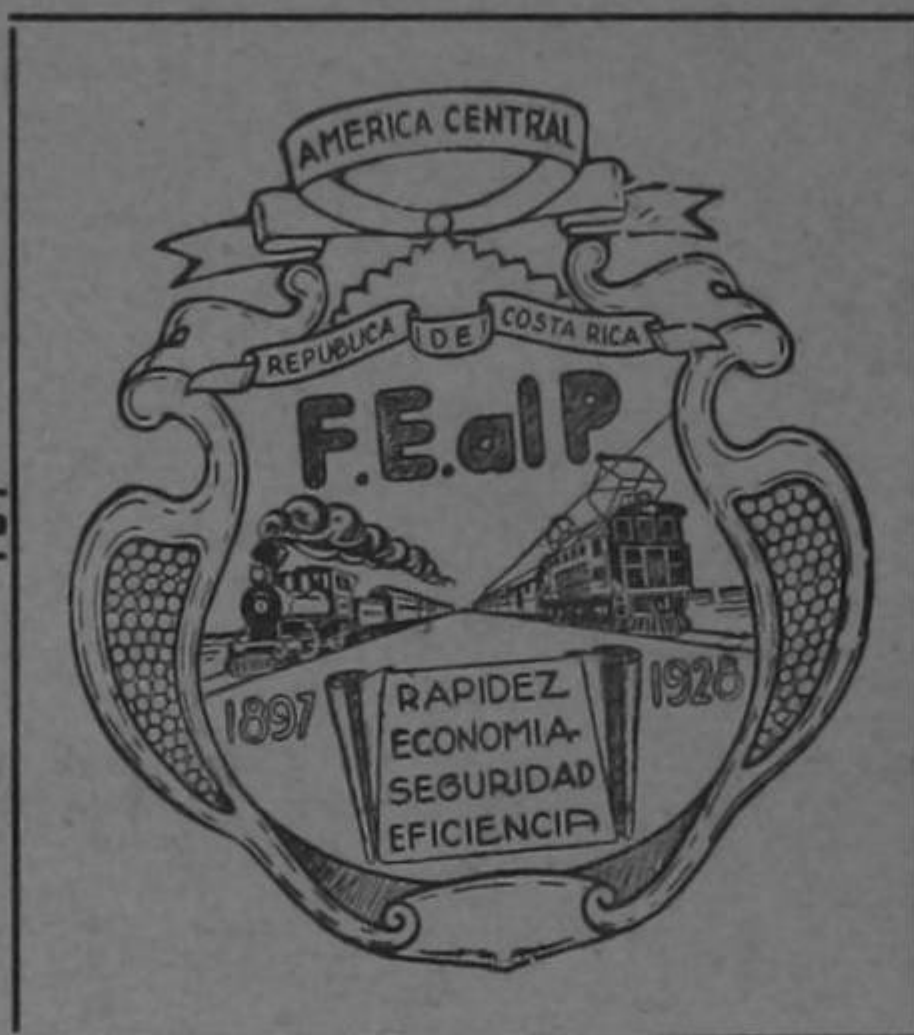 AMERICA CENTRAL
REPUBLICA DE COSTA RICA
F.E.al P.
1897
1928
RAPIDEZ
ECONOMIA
SEGURIDAD
EFICIENCIA